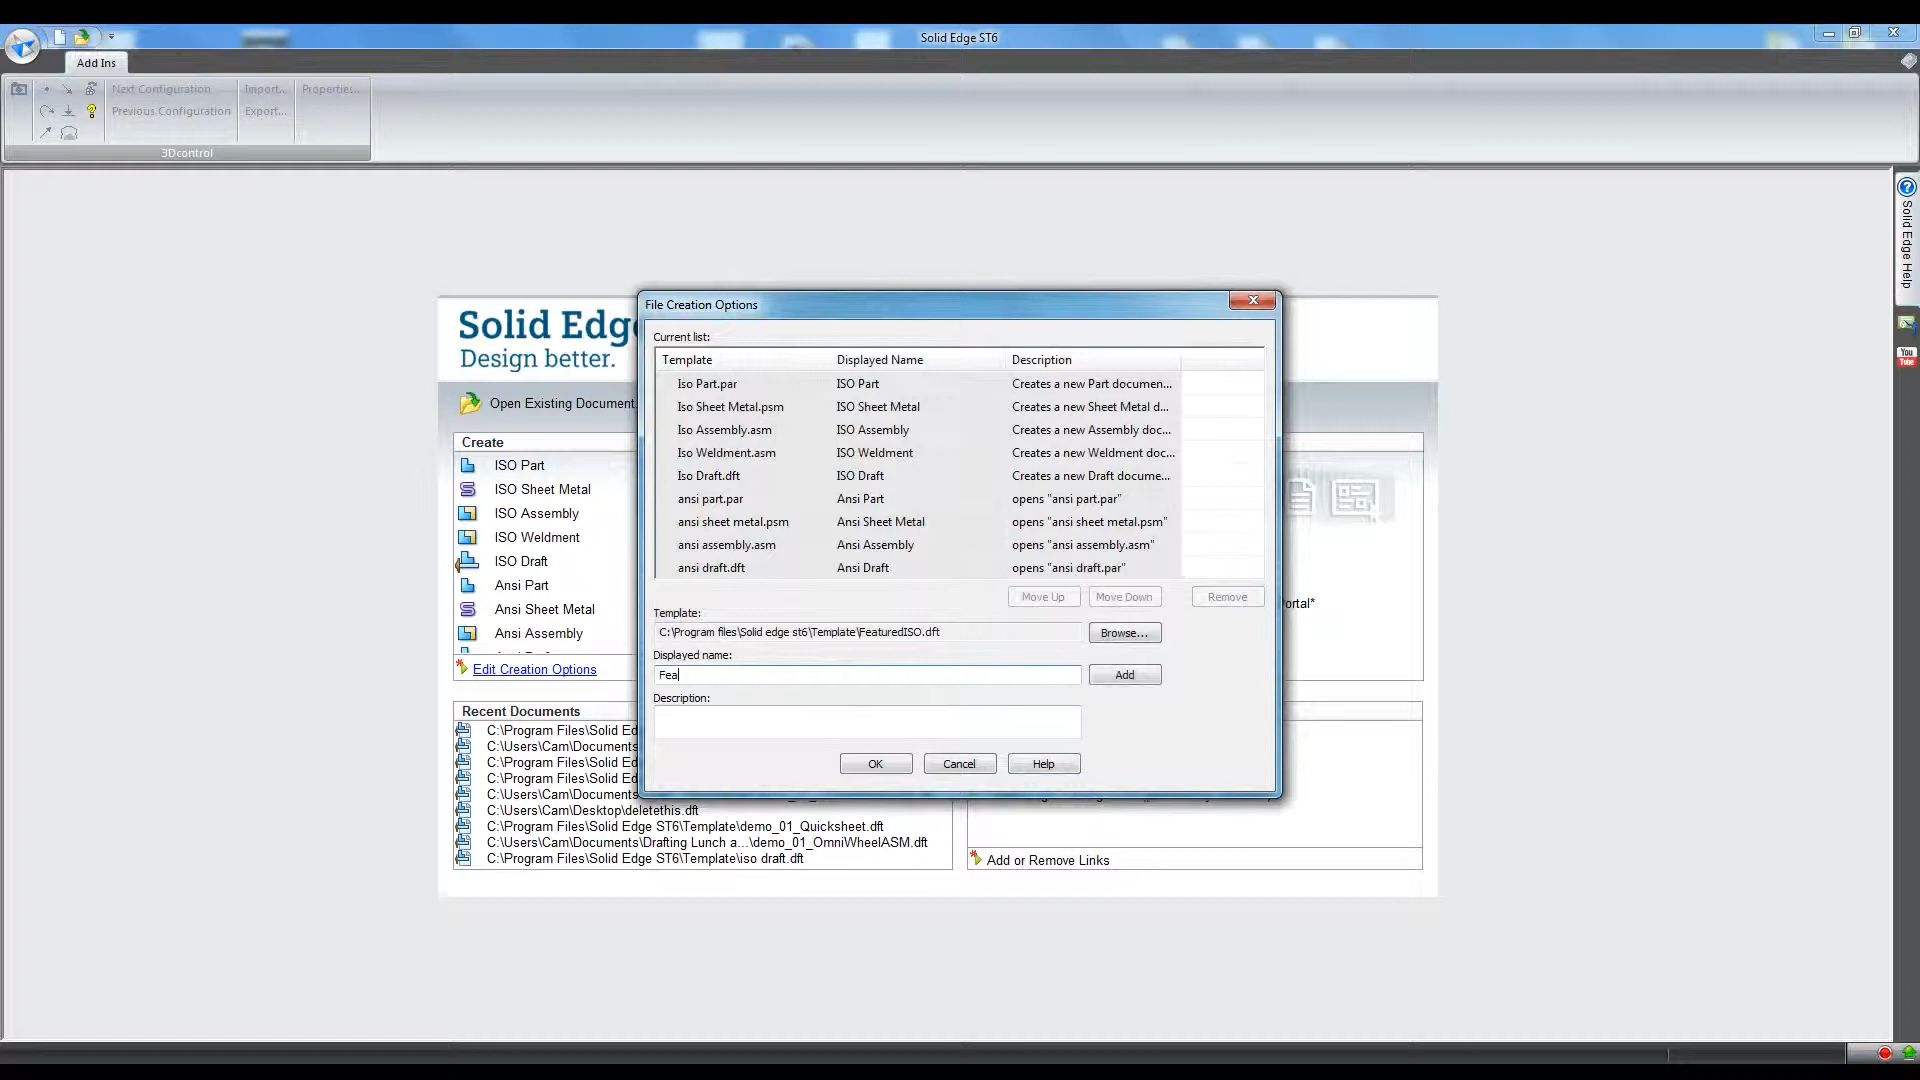 Solid Edge ST6
Add Ins
Next Configuration
Previous Configuration
Import...
Export...
Properties...
3Dcontrol
Solid Edge Help
You
Tube
Solid Edg
Design better.
Open Existing Document
Create
ISO Part
ISO Sheet Metal
ISO Assembly
ISO Weldment
ISO Draft
Ansi Part
Ansi Sheet Metal
Ansi Assembly
Edit Creation Options
Recent Documents
C:\Program Files\Solid Ed
C:\Users\Cam\Documents
C:\Program Files\Solid Ed
C:\Program Files\Solid Ed
C:\Users\Cam\Documents
C:\Users\Cam\Desktop\deletethis.dft
C:\Program Files\Solid Edge ST6\Template\demo_01_Quicksheet.dft
C:\Users\Cam\Documents\Drafting Lunch a...\demo_01_OmniWheelASM.dft
C:\Program Files\Solid Edge ST6\Template\iso draft.dft
ortal*
Add or Remove Links
File Creation Options
Current list:
Template Displayed Name Description
Iso Part.par ISO Part Creates a new Part documen...
Iso Sheet Metal.psm ISO Sheet Metal Creates a new Sheet Metal d...
Iso Assembly.asm ISO Assembly Creates a new Assembly doc...
Iso Weldment.asm ISO Weldment Creates a new Weldment doc...
Iso Draft.dft ISO Draft Creates a new Draft docume...
ansi part.par Ansi Part opens "ansi part.par"
ansi sheet metal.psm Ansi Sheet Metal opens "ansi sheet metal.psm"
ansi assembly.asm Ansi Assembly opens "ansi assembly.asm"
ansi draft.dft Ansi Draft opens "ansi draft.par"
Move Up Move Down Remove
Template:
C:\Program files\Solid edge st6\Template\FeaturedISO.dft
Browse...
Displayed name:
Fea
Add
Description:
OK Cancel Help